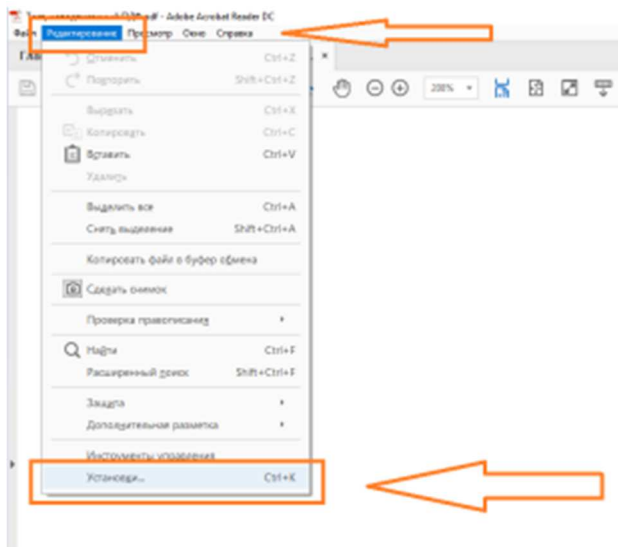 .pdf - Adobe Acrobat Reader DC
Файл Редактирование Просмотр Окно Справка
Отменить Ctrl+Z
Повторить Shift+Ctrl+Z
200%
Вырезать Ctrl+X
Копировать Ctrl+C
Вставить Ctrl+V
Удалить
Выделить все Ctrl+A
Снять выделение Shift+Ctrl+A
Копировать файл в буфер обмена
Сделать снимок
Проверка правописания
Найти Ctrl+F
Расширенный поиск Shift+Ctrl+F
Защита
Дополнительная разметка
Инструменты управления
Установки... Ctrl+K